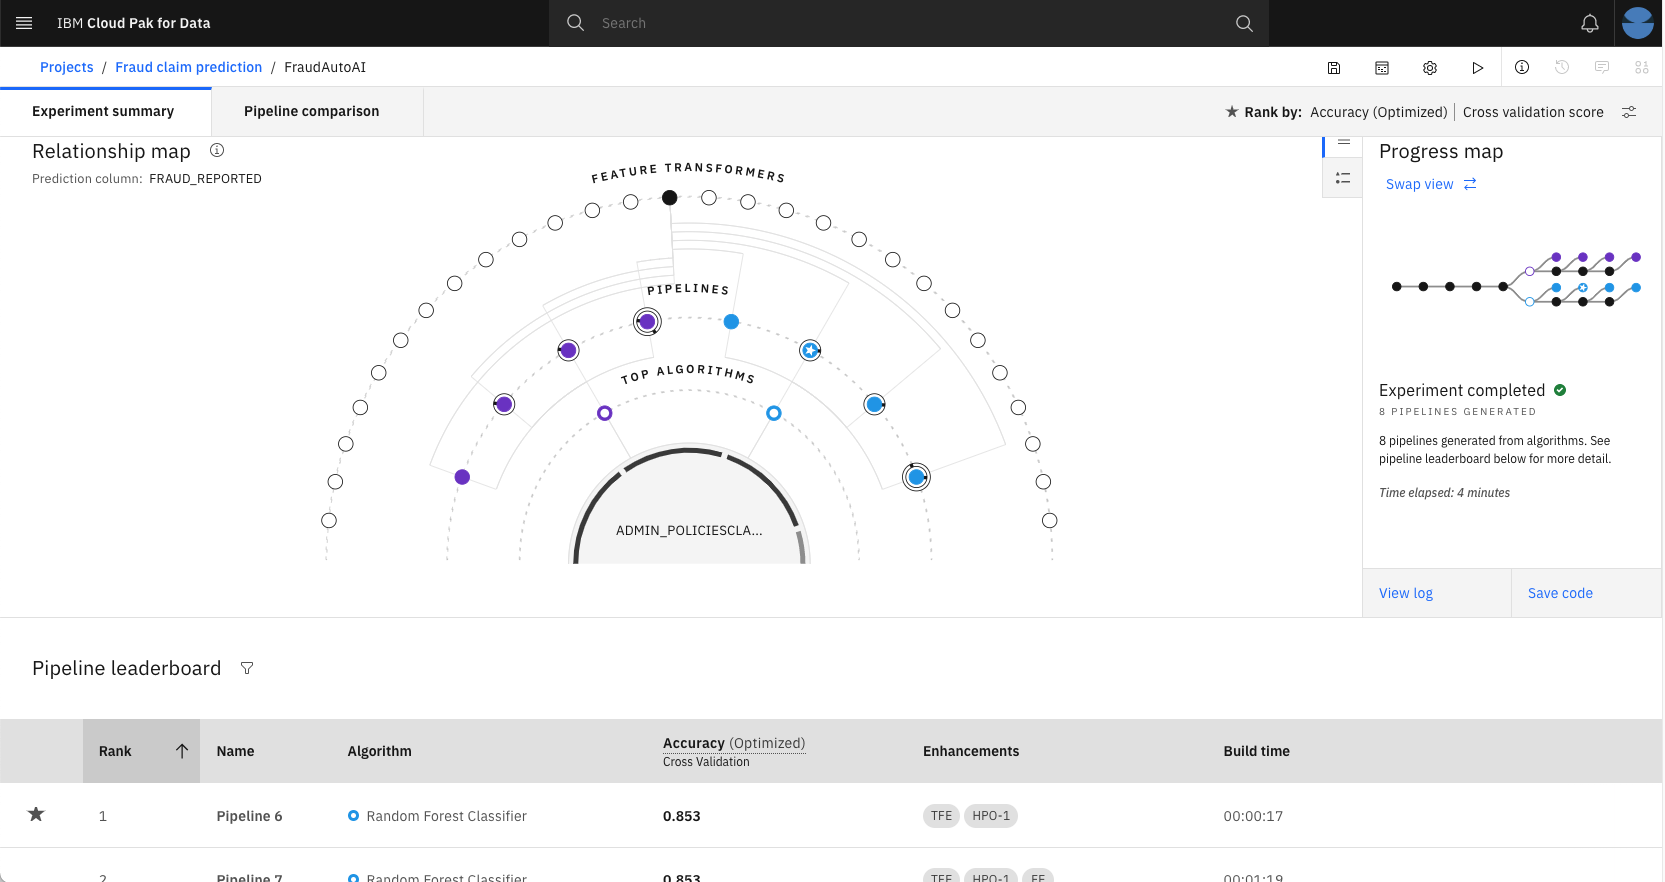 IBM Cloud Pak for Data
Search
Projects / Fraud claim prediction / FraudAutoAI
Experiment summary
Pipeline comparison
Rank by: Accuracy (Optimized) | Cross validation score
Relationship map
Prediction column: FRAUD_REPORTED
FEATURE TRANSFORMERS
PIPELINES
TOP ALGORITHMS
ADMIN_POLICIESCLA...
Progress map
Swap view
Experiment completed
8 PIPELINES GENERATED
8 pipelines generated from algorithms. See
pipeline leaderboard below for more detail.
Time elapsed: 4 minutes
View log
Save code
Pipeline leaderboard
Rank Name Algorithm Accuracy (Optimized) Enhancements Build time
Cross Validation
1 Pipeline 6 Random Forest Classifier 0.853 TFE HPO-1 00:00:17
2 Pipeline 7 Random Forest Classifier 0.853 TFE HPO-1 FE 00:01:19